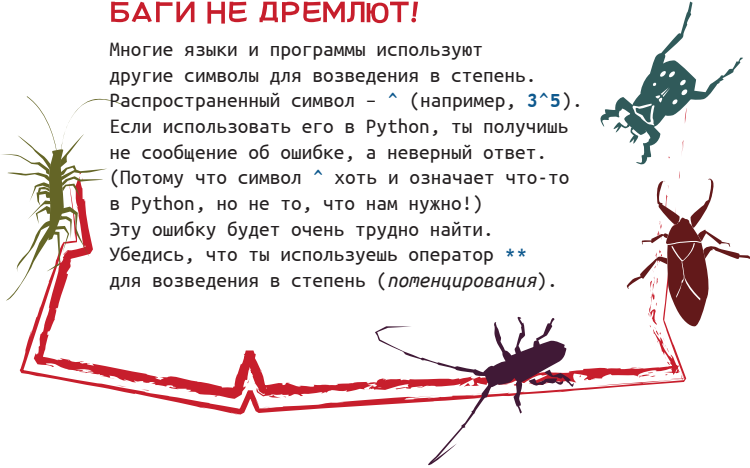 БАГИ НЕ ДРЕМЛЮТ!
Многие языки и программы используют
другие символы для возведения в степень.
Распространенный символ – ^ (например, 3^5).
Если использовать его в Python, ты получишь
не сообщение об ошибке, а неверный ответ.
(Потому что символ ^ хоть и означает что-то
в Python, но не то, что нам нужно!)
Эту ошибку будет очень трудно найти.
Убедись, что ты используешь оператор **
для возведения в степень (потенцирования).